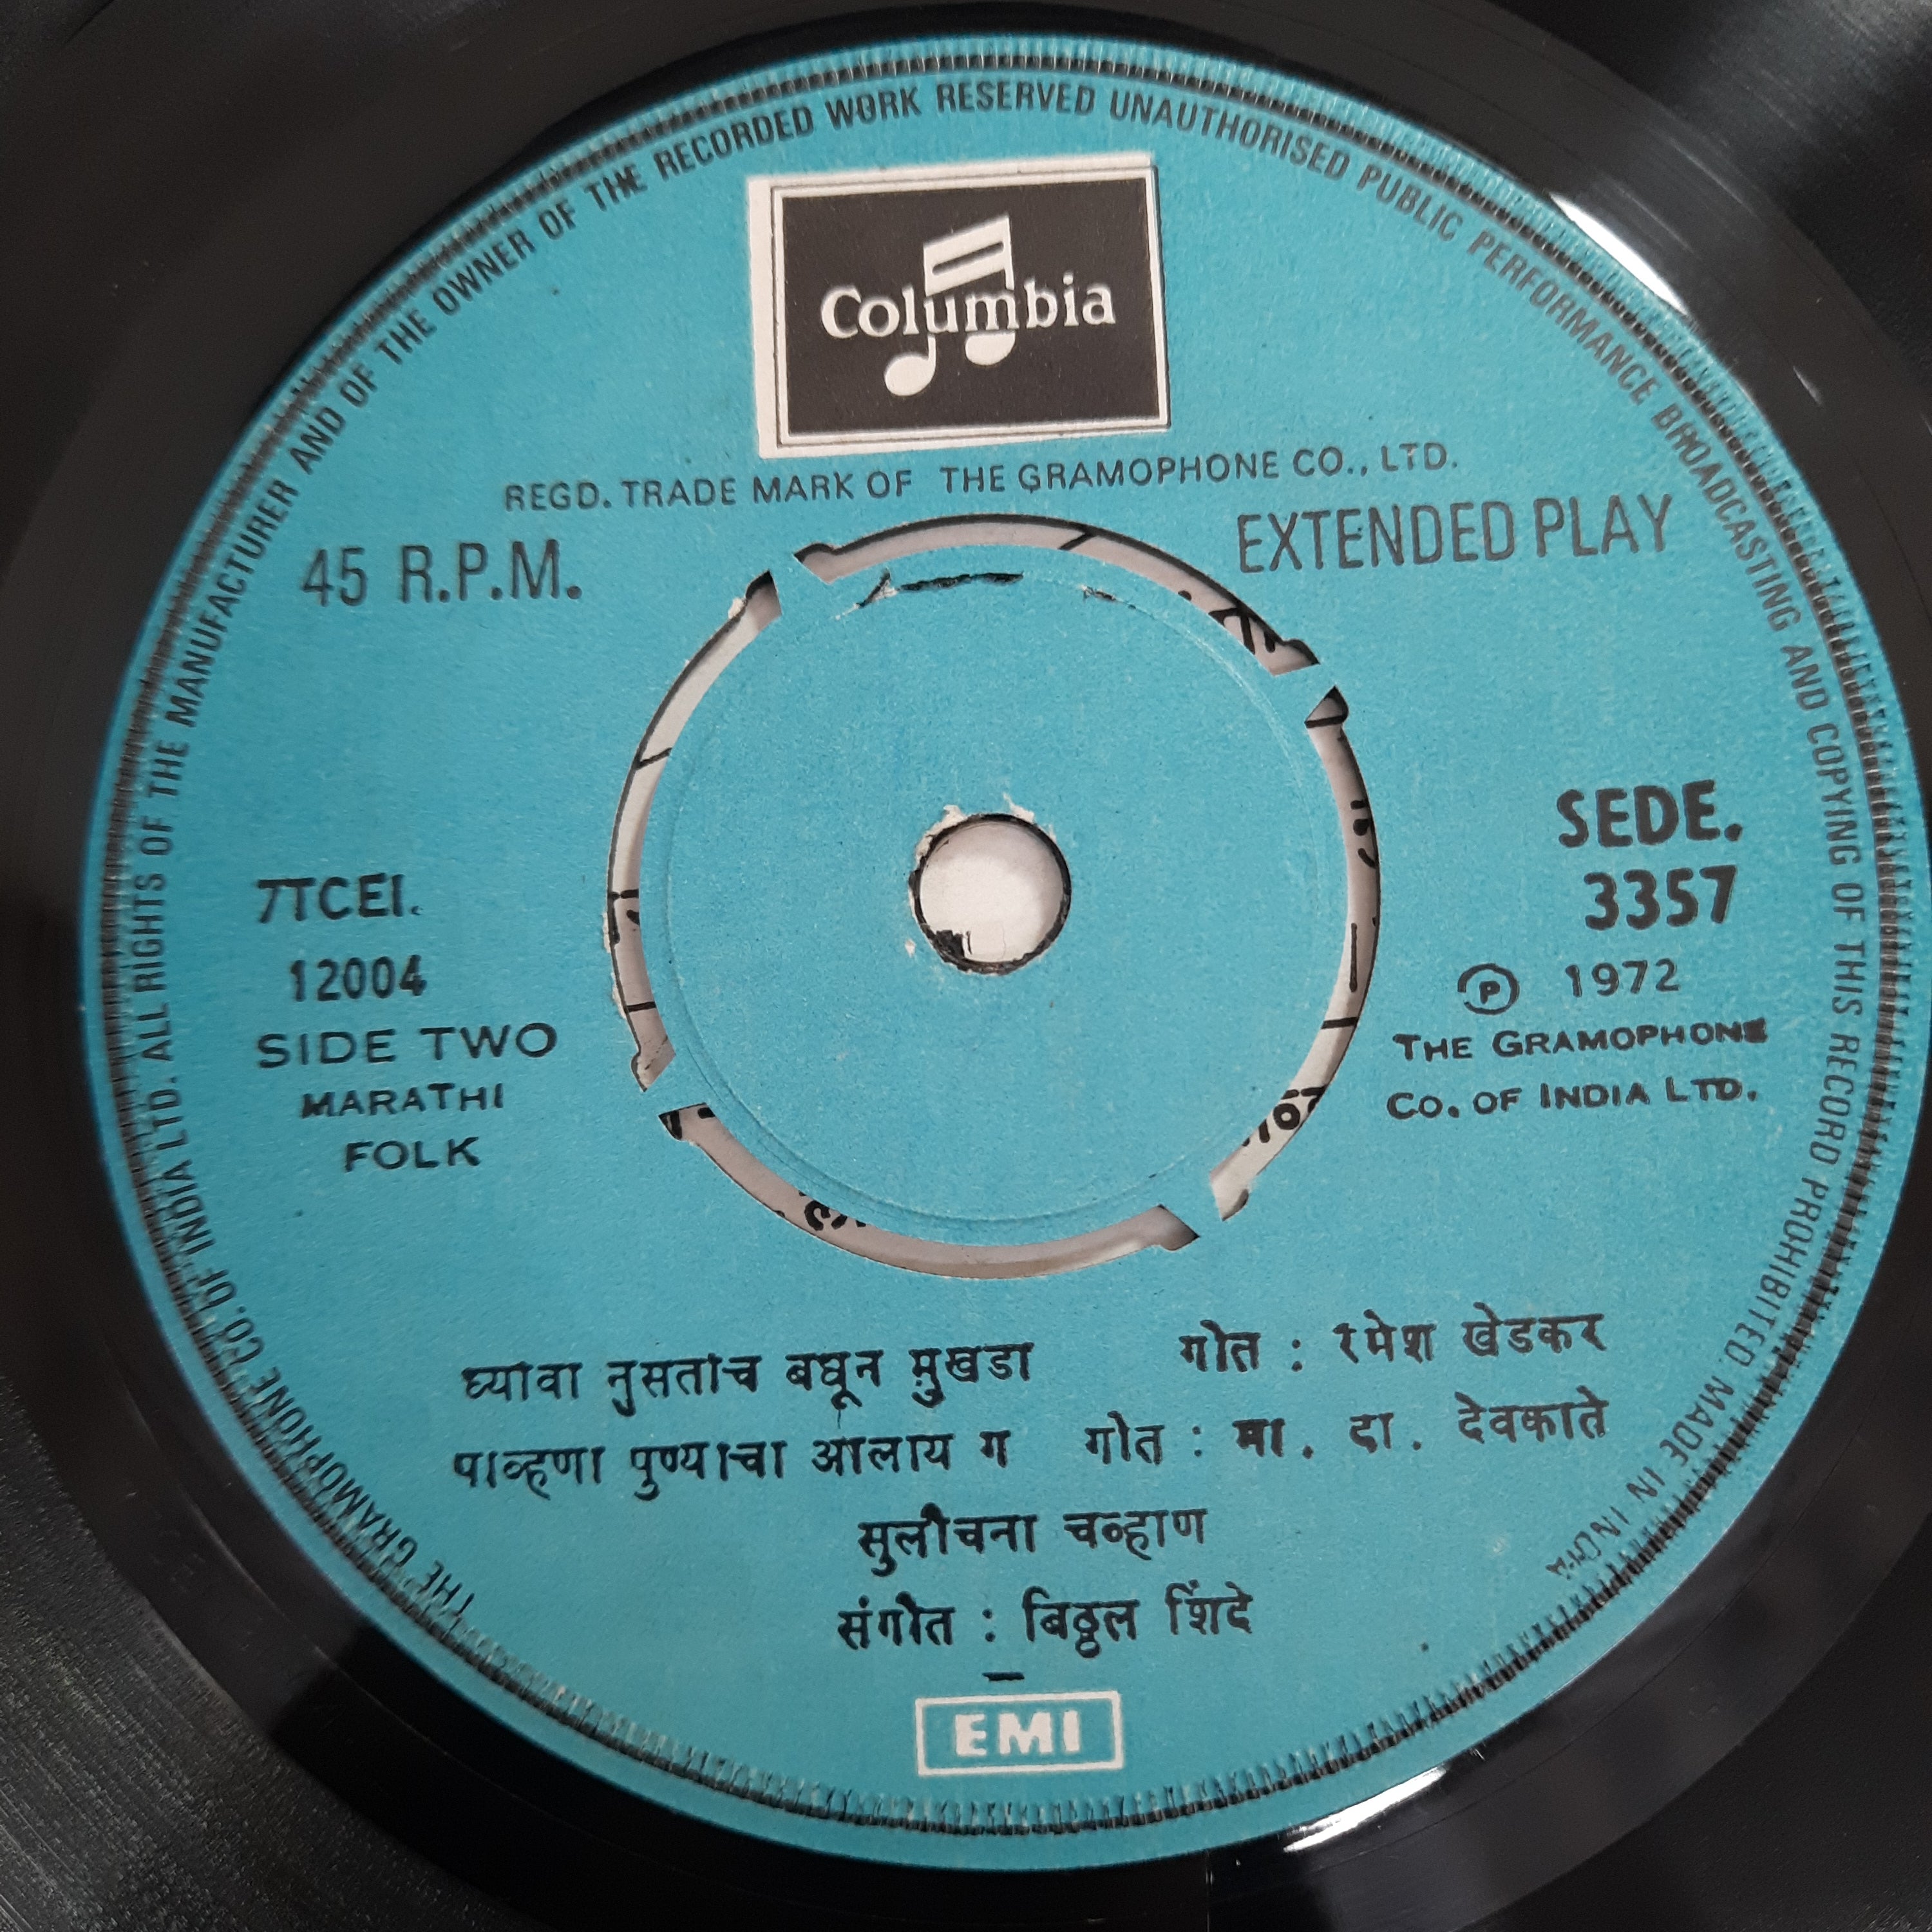 THE GRAMOPHONE CO. OF INDIA LTD. ALL RIGHTS OF THE MANUFACTURER AND OF THE OWNER OF THE RECORDED WORK RESERVED UNAUTHORISED PUBLIC PERFORMANCE BROADCASTING AND COPYING OF THIS RECORD PROHIBITED. MADE IN INDIA
Columbia
REGD. TRADE MARK OF THE GRAMOPHONE CO., LTD.
45 R.P.M.
EXTENDED PLAY
7TCEI.
12004
SIDE TWO
MARATHI
FOLK
SEDE.
3357
℗ 1972
THE GRAMOPHONE
CO. OF INDIA LTD.
घ्यावा नुसताच बघून मुखडा गीत : रमेश खेडकर
पाव्हणा पुण्याचा आलाय ग गीत : मा. दा. देवकाते
सुलोचना चव्हाण
संगीत : विठ्ठल शिंदे
EMI